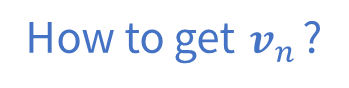 How to get 𝒗ₙ ?